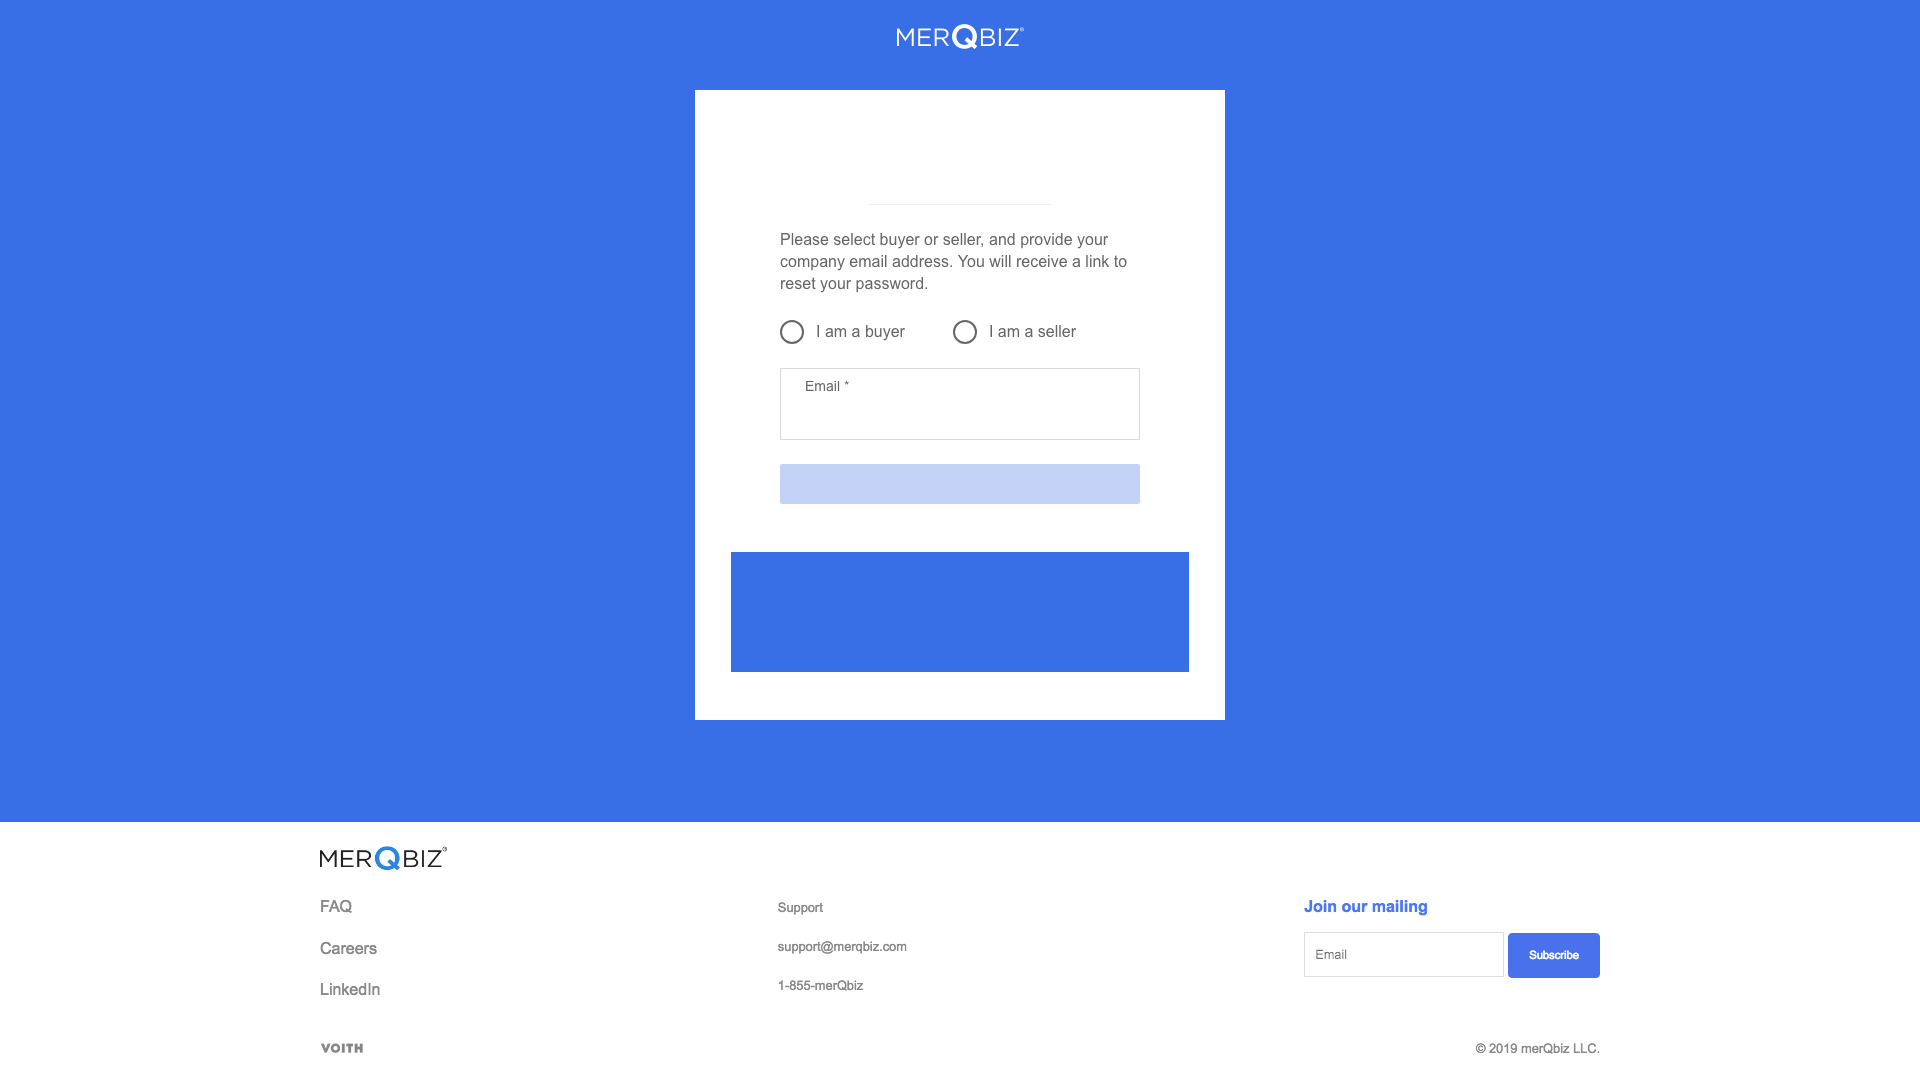 MERQBIZ®
Please select buyer or seller, and provide your
company email address. You will receive a link to
reset your password.
I am a buyer
I am a seller
Email *
MERQBIZ®
FAQ
Careers
LinkedIn
Support
support@merqbiz.com
1-855-merQbiz
Join our mailing
Email
Subscribe
VOITH
© 2019 merQbiz LLC.